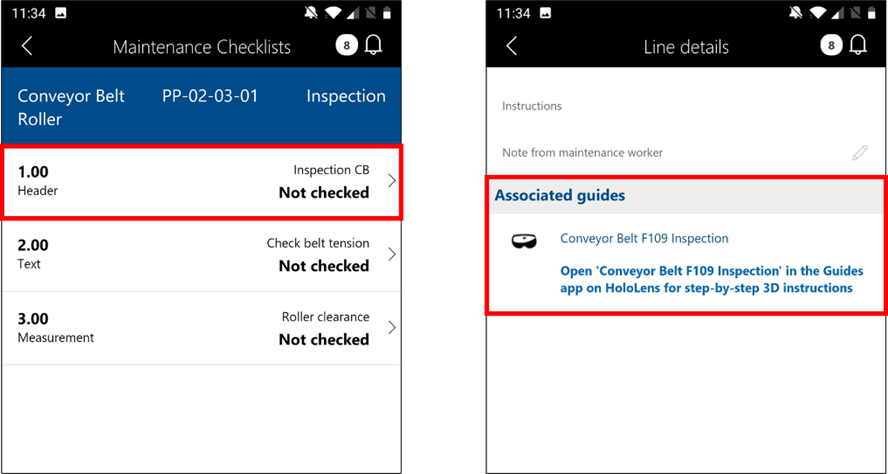 11:34
Maintenance Checklists
8
Conveyor Belt Roller
PP-02-03-01
Inspection
1.00
Header
Inspection CB
Not checked
2.00
Text
Check belt tension
Not checked
3.00
Measurement
Roller clearance
Not checked
11:34
Line details
8
Instructions
Note from maintenance worker
Associated guides
Conveyor Belt F109 Inspection
Open 'Conveyor Belt F109 Inspection' in the Guides
app on HoloLens for step-by-step 3D instructions